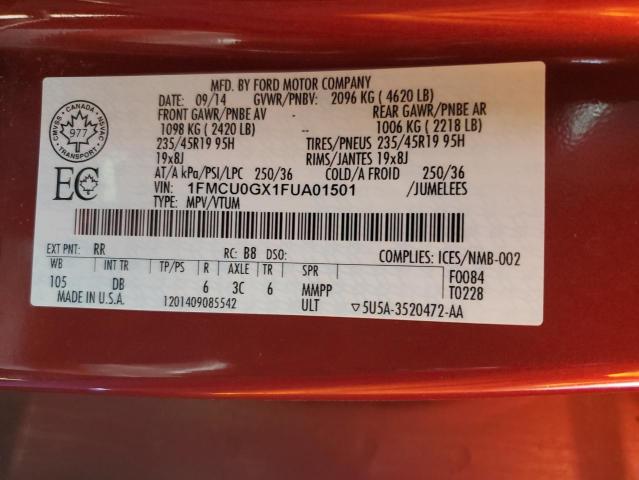 MFD. BY FORD MOTOR COMPANY
DATE: 09/14 GVWR/PNBV: 2096 KG ( 4620 LB)
FRONT GAWR/PNBE AV REAR GAWR/PNBE AR
1098 KG ( 2420 LB) -- 1006 KG ( 2218 LB)
235/45R19 95H TIRES/PNEUS 235/45R19 95H
19x8J RIMS/JANTES 19x8J
AT/A kPa/PSI/LPC 250/36 COLD/A FROID 250/36
VIN: 1FMCU0GX1FUA01501 /JUMELEES
TYPE: MPV/VTUM
CMVSS • CANADA • NSVAC
977
TRANSPORT
EC
EXT PNT: RR RC: B8 DSO: COMPLIES: ICES/NMB-002
WB INT TR TP/PS R AXLE TR SPR F0084
105 DB 6 3C 6 MMPP T0228
MADE IN U.S.A. 1201409085542 ULT ▽5U5A-3520472-AA